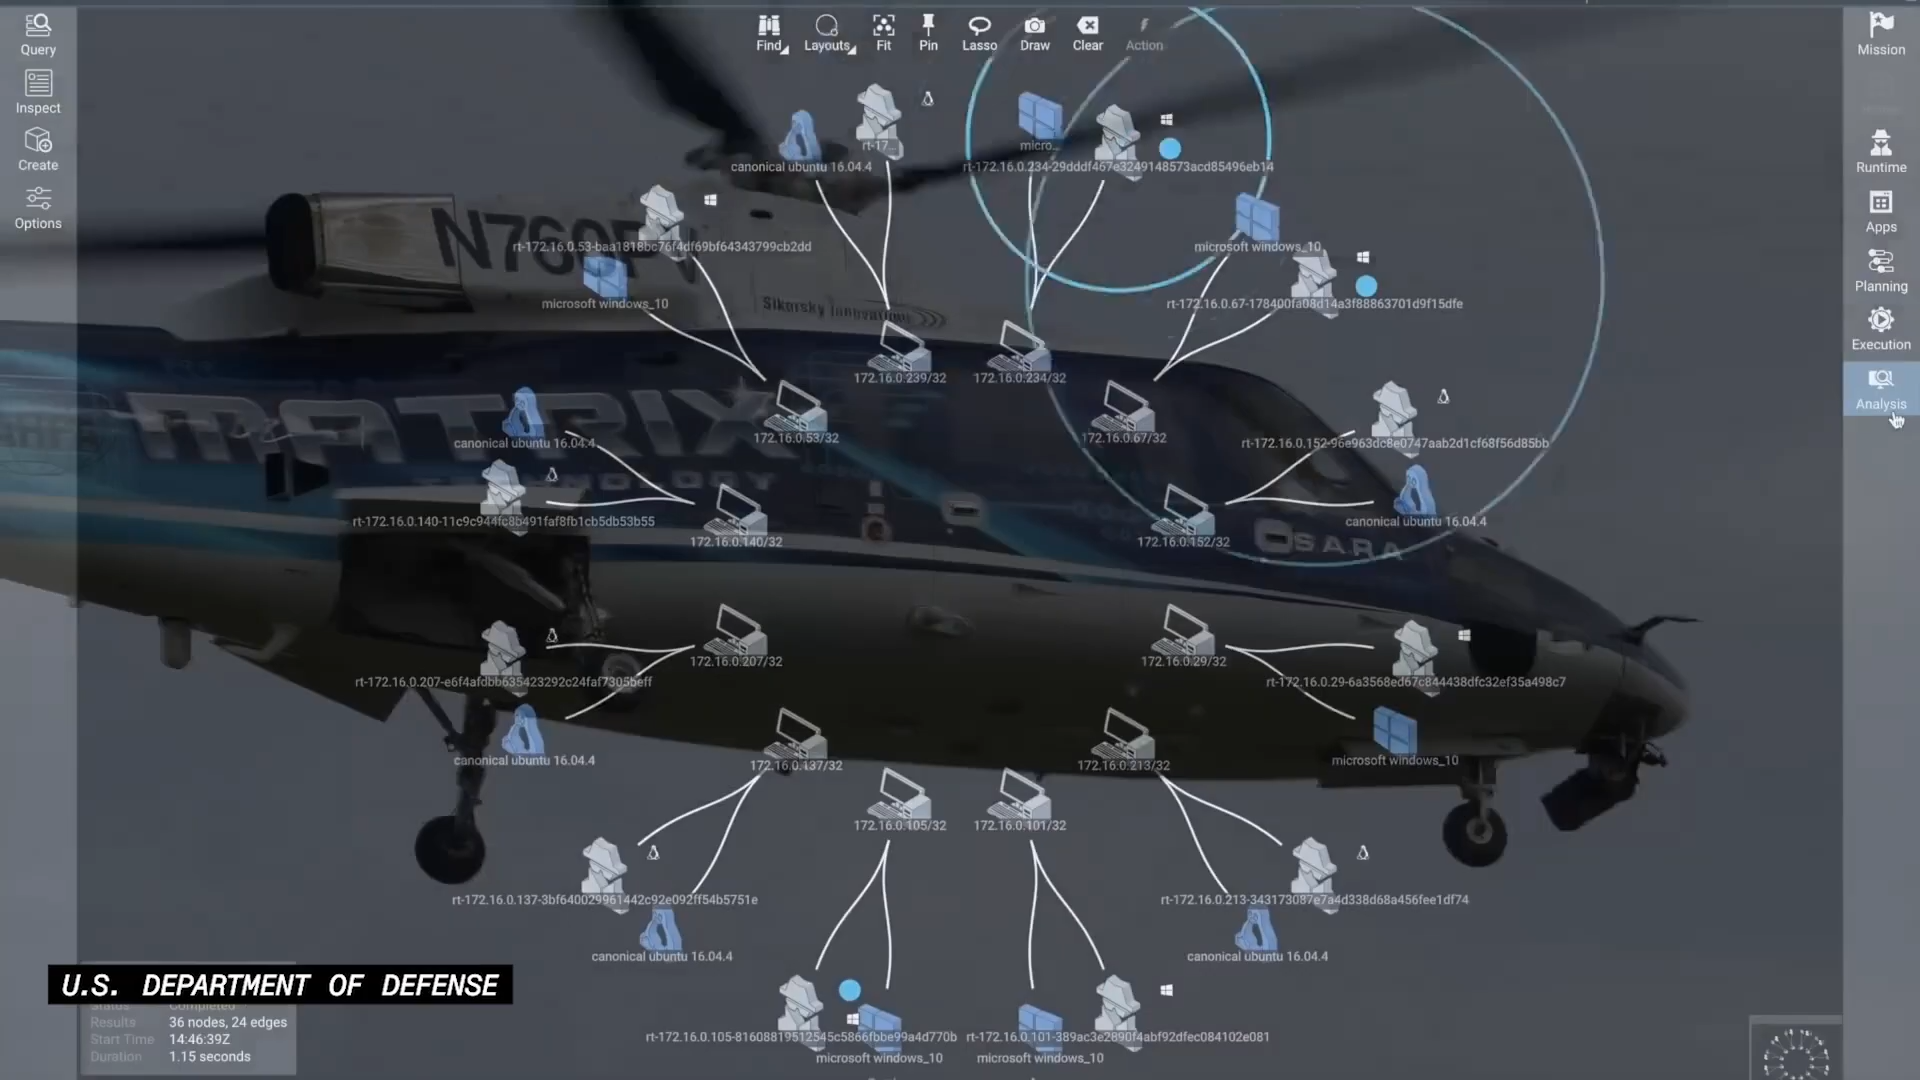 Query
Inspect
Create
Options
Find
Layouts
Fit
Pin
Lasso
Draw
Clear
Action
Mission
Runtime
Apps
Planning
Execution
Analysis
canonical ubuntu 16.04.4
rt-17...
micro...
rt-172.16.0.234-29dddf467e3249148573acd85496eb14
rt-172.16.0.53-baa1818bc76f4df69bf64343799cb2dd
microsoft windows_10
microsoft windows_10
rt-172.16.0.67-178400fa08d14a3f88863701d9f15dfe
N760P
Sikorsky Innovations
172.16.0.239/32
172.16.0.234/32
172.16.0.53/32
172.16.0.67/32
MATRIX
TECHNOLOGY
canonical ubuntu 16.04.4
rt-172.16.0.152-96e963dc8e0747aab2d1cf68f56d85bb
rt-172.16.0.140-11c9c944fc8b491faf8fb1cb5db53b55
canonical ubuntu 16.04.4
172.16.0.140/32
172.16.0.152/32
SARA
172.16.0.207/32
172.16.0.29/32
rt-172.16.0.207-e6f4afdbb635423292c24faf7305beff
rt-172.16.0.29-6a3568ed67c844438dfc32ef35a498c7
canonical ubuntu 16.04.4
microsoft windows_10
172.16.0.137/32
172.16.0.213/32
172.16.0.105/32
172.16.0.101/32
rt-172.16.0.137-3bf640029961442c92e092ff54b5751e
rt-172.16.0.213-343173087e7a4d338d68a456fee1df74
canonical ubuntu 16.04.4
canonical ubuntu 16.04.4
U.S. DEPARTMENT OF DEFENSE
Status Completed
Results 36 nodes, 24 edges
Start Time 14:46:39Z
Duration 1.15 seconds
rt-172.16.0.105-81608819512545c5866fbbe99a4d770b
rt-172.16.0.101-389ac3e2890f4abf92dfec084102e081
microsoft windows_10
microsoft windows_10